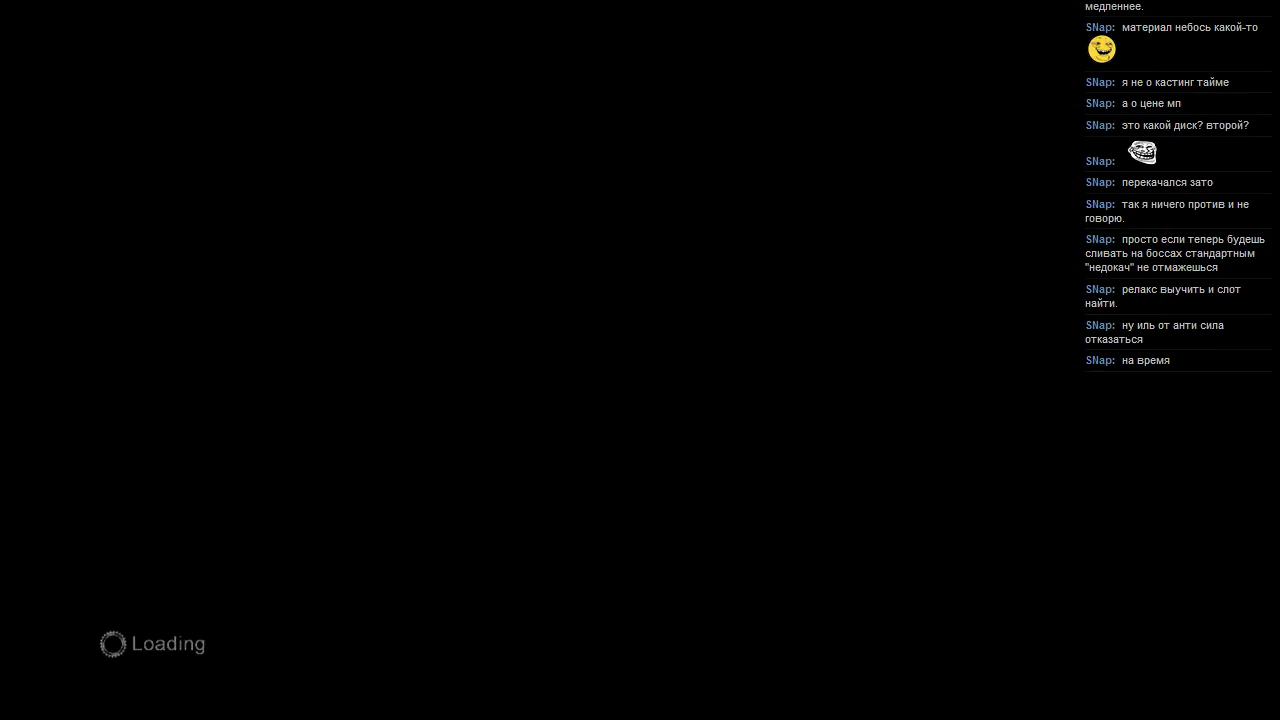 медленнее.
SNap: материал небось какой-то
SNap: я не о кастинг тайме
SNap: а о цене мп
SNap: это какой диск? второй?
SNap:
SNap: перекачался зато
SNap: так я ничего против и не
говорю.
SNap: просто если теперь будешь
сливать на боссах стандартным
"недокач" не отмажешься
SNap: релакс выучить и слот
найти.
SNap: ну иль от анти сила
отказаться
SNap: на время
Loading